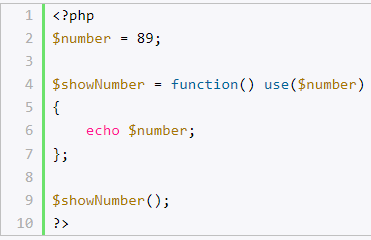 1 <?php
2 $number = 89;
3
4 $showNumber = function() use($number)
5 {
6     echo $number;
7 };
8
9 $showNumber();
10 ?>